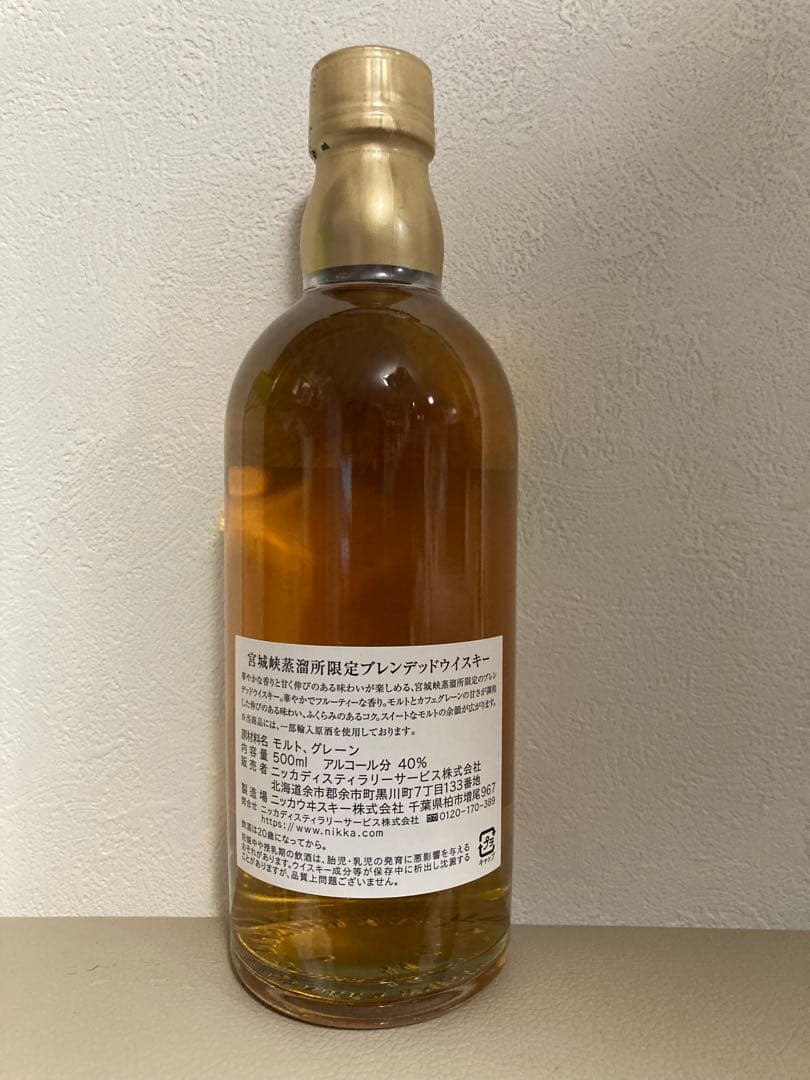 宮城峡蒸溜所限定ブレンデッドウイスキー
華やかな香りと甘く伸びのある味わいが楽しめる、宮城峡蒸溜所限定のブレン
デッドウイスキー。華やかでフルーティーな香り。モルトとカフェグレーンの甘さが調和
した伸びのある味わい、ふくらみのあるコク。スイートなモルトの余韻が広がります。
※当商品には、一部輸入原酒を使用しております。
原材料名 モルト、グレーン
内容量 500ml アルコール分 40%
販売者 ニッカディスティラリーサービス株式会社
北海道余市郡余市町黒川町7丁目133番地
製造場 ニッカウヰスキー株式会社 千葉県柏市増尾967
問合せ ニッカディスティラリーサービス株式会社 0120-170-389
https://www.nikka.com
飲酒は20歳になってから。
妊娠中や授乳期の飲酒は、胎児・乳児の発育に悪影響を与える
おそれがあります。ウイスキー成分等が保存中に析出し沈澱する
ことがありますが、品質上問題ございません。
プラ
キャップ